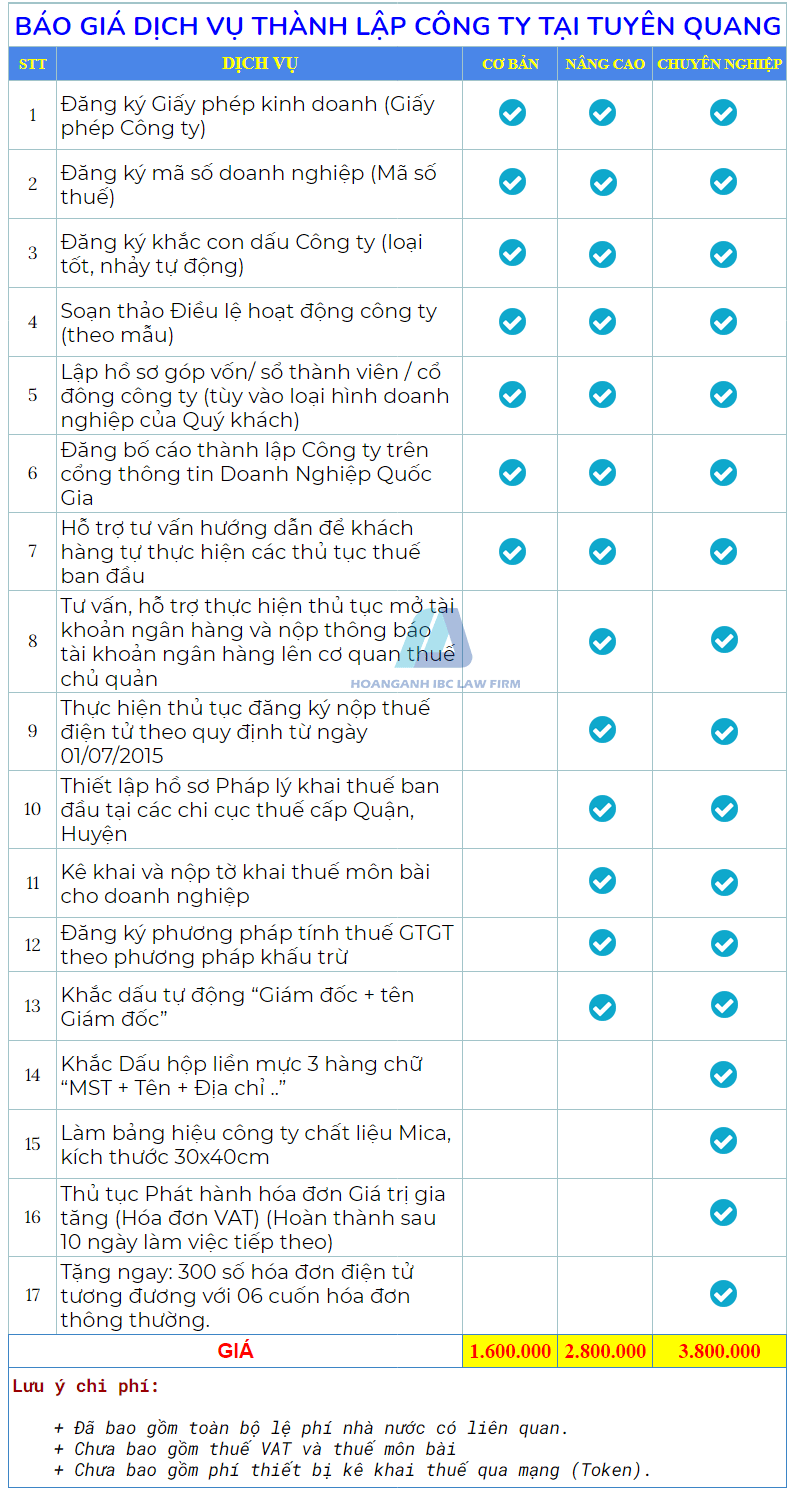 BÁO GIÁ DỊCH VỤ THÀNH LẬP CÔNG TY TẠI TUYÊN QUANG
STT DỊCH VỤ CƠ BẢN NÂNG CAO CHUYÊN NGHIỆP
1 Đăng ký Giấy phép kinh doanh (Giấy
phép Công ty)
2 Đăng ký mã số doanh nghiệp (Mã số
thuế)
3 Đăng ký khắc con dấu Công ty (loại
tốt, nhảy tự động)
4 Soạn thảo Điều lệ hoạt động công ty
(theo mẫu)
5 Lập hồ sơ góp vốn/ sổ thành viên / cổ
đông công ty (tùy vào loại hình doanh
nghiệp của Quý khách)
6 Đăng bố cáo thành lập Công ty trên
cổng thông tin Doanh Nghiệp Quốc
Gia
7 Hỗ trợ tư vấn hướng dẫn để khách
hàng tự thực hiện các thủ tục thuế
ban đầu
8 Tư vấn, hỗ trợ thực hiện thủ tục mở tài
khoản ngân hàng và nộp thông báo
tài khoản ngân hàng lên cơ quan thuế
chủ quản
HOANGANH IBC LAW FIRM
9 Thực hiện thủ tục đăng ký nộp thuế
điện tử theo quy định từ ngày
01/07/2015
10 Thiết lập hồ sơ Pháp lý khai thuế ban
đầu tại các chi cục thuế cấp Quận,
Huyện
11 Kê khai và nộp tờ khai thuế môn bài
cho doanh nghiệp
12 Đăng ký phương pháp tính thuế GTGT
theo phương pháp khấu trừ
13 Khắc dấu tự động “Giám đốc + tên
Giám đốc”
14 Khắc Dấu hộp liền mực 3 hàng chữ
“MST + Tên + Địa chỉ ..”
15 Làm bảng hiệu công ty chất liệu Mica,
kích thước 30x40cm
16 Thủ tục Phát hành hóa đơn Giá trị gia
tăng (Hóa đơn VAT) (Hoàn thành sau
10 ngày làm việc tiếp theo)
17 Tặng ngay: 300 số hóa đơn điện tử
tương đương với 06 cuốn hóa đơn
thông thường.
GIÁ 1.600.000 2.800.000 3.800.000
Lưu ý chi phí:
+ Đã bao gồm toàn bộ lệ phí nhà nước có liên quan.
+ Chưa bao gồm thuế VAT và thuế môn bài
+ Chưa bao gồm phí thiết bị kê khai thuế qua mạng (Token).